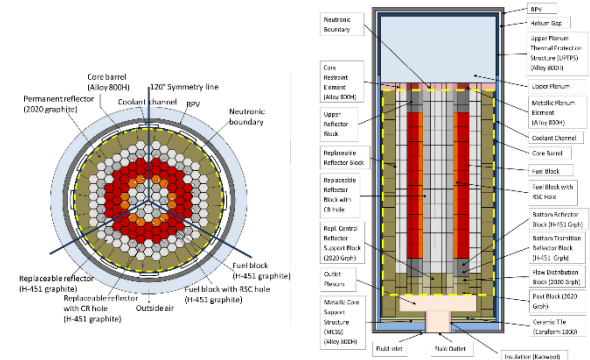 Core barrel
(Alloy 800H)
120° Symmetry line
Permanent reflector
(2020 graphite)
Coolant channel
RPV
Neutronic
boundary
Replaceable reflector
(H-451 graphite)
Replaceable reflector
with CR hole
(H-451 graphite)
Outside air
Fuel block with RSC hole
(H-451 graphite)
Fuel block
(H-451 graphite)
Neutronic
Boundary
Core
Restraint
Element
(Alloy 800H)
Upper
Reflector
Block
Replaceable
Reflector Block
Replaceable
Reflector
Block with
CR Hole
Repl. Central
Reflector
Support Block
(2020 Grph)
Outlet
Plenum
Metallic Core
Support
Structure
(MCSS)
(Alloy 800H)
Fluid Inlet
Fluid Outlet
RPV
Helium Gap
Upper Plenum
Thermal Protection
Structure (UPTPS)
(Alloy 800H)
Upper Plenum
Metallic Plenum
Element
(Alloy 800H)
Coolant Channel
Core Barrel
Fuel Block
Fuel Block with
RSC Hole
Bottom Reflector
Block (H-451 Grph)
Bottom Transition
Reflector Block
(H-451 Grph)
Flow Distribution
Block (2020 Grph)
Post Block (2020
Grph)
Ceramic Tile
(Ceraform 1000)
Insulation (Kaowool)